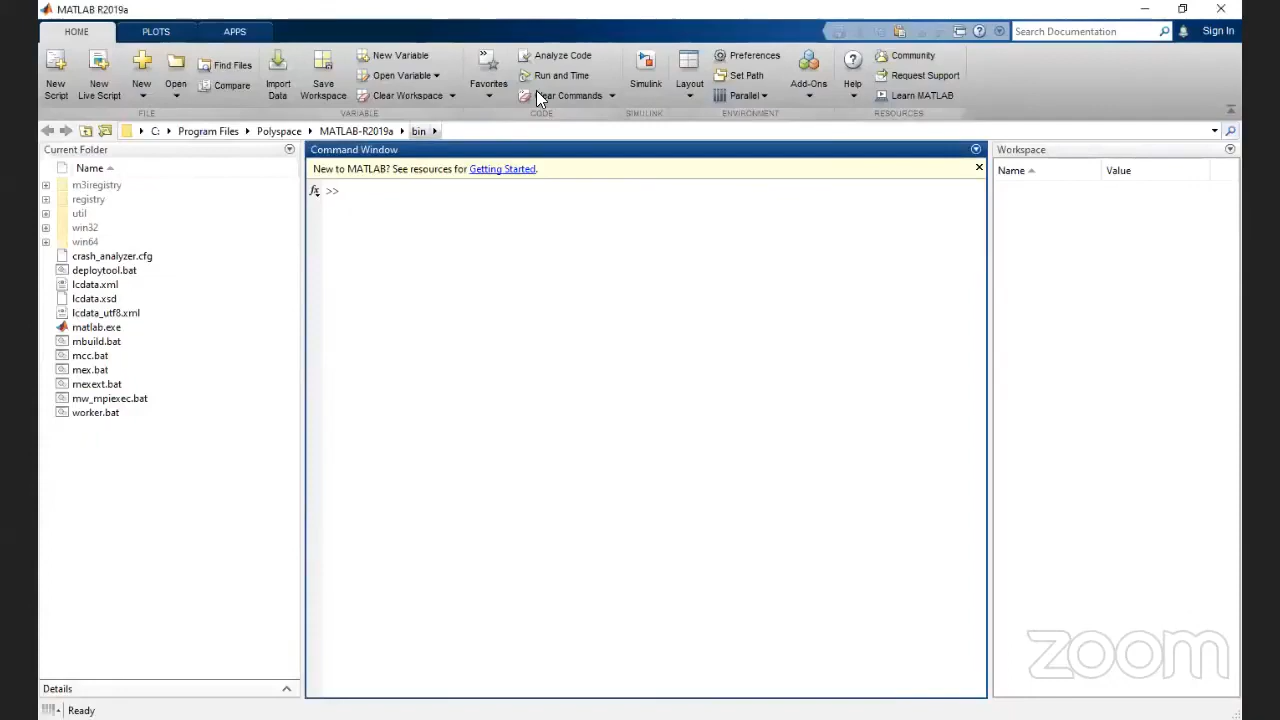 MATLAB R2019a
HOME PLOTS APPS
Search Documentation
Sign In
New Script
New Live Script
New
Open
Find Files
Compare
Import Data
Save Workspace
New Variable
Open Variable
Clear Workspace
Favorites
Analyze Code
Run and Time
Commands
Simulink
Layout
Preferences
Set Path
Parallel
Add-Ons
Help
Community
Request Support
Learn MATLAB
FILE VARIABLE CODE SIMULINK ENVIRONMENT RESOURCES
C: Program Files Polyspace MATLAB-R2019a bin
Current Folder
Name
m3iregistry
registry
util
win32
win64
crash_analyzer.cfg
deploytool.bat
lcdata.xml
lcdata.xsd
lcdata_utf8.xml
matlab.exe
mbuild.bat
mcc.bat
mex.bat
mexext.bat
mw_mpiexec.bat
worker.bat
Details
Command Window
New to MATLAB? See resources for Getting Started.
fx >>
Workspace
Name Value
zoom
Ready